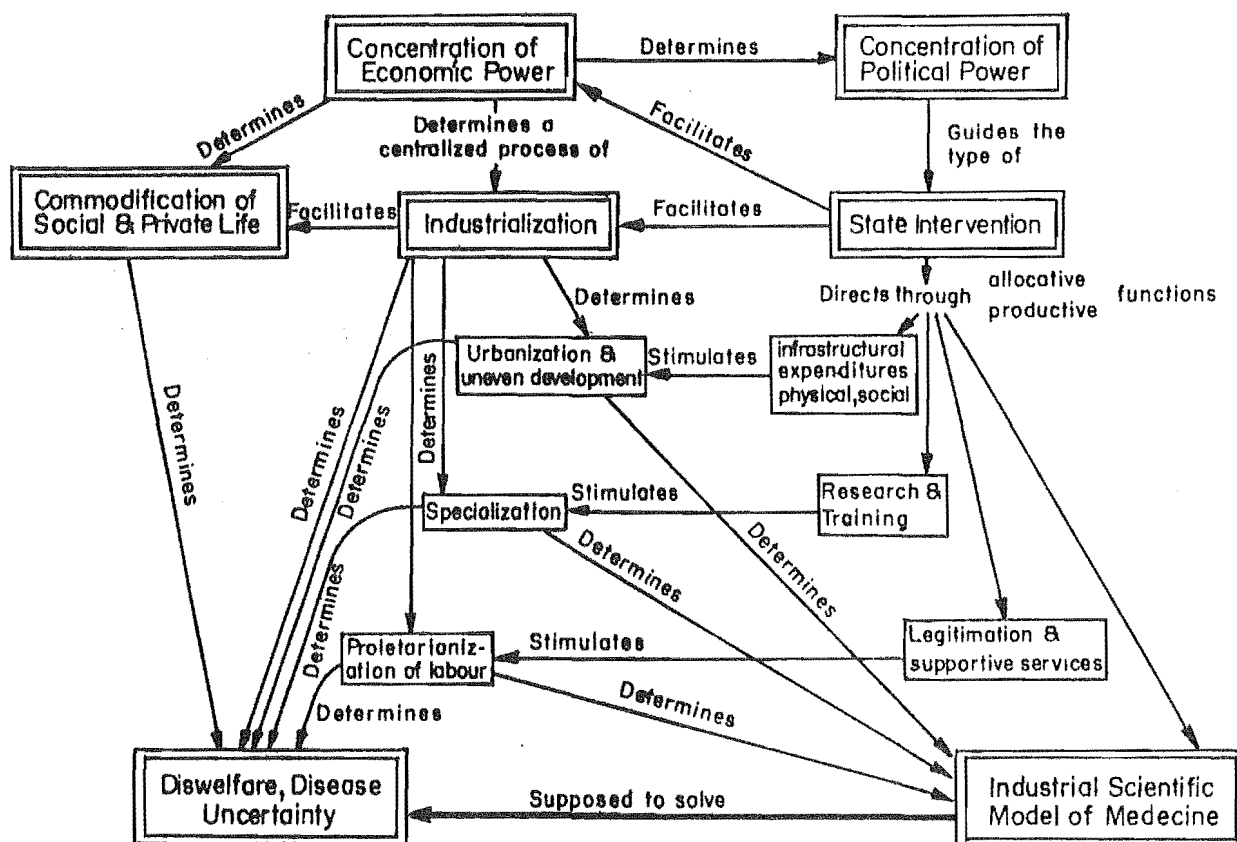 Concentration of
Economic Power
Determines
Concentration of
Political Power
Determines
Determines a
centralized process of
Facilitates
Guides the
type of
Commodification of
Social & Private Life
Facilitates
Industrialization
Facilitates
State Intervention
Determines
Directs through
allocative
productive
functions
Urbanization &
uneven development
Stimulates
infrastructural
expenditures
physical, social
Determines
Determines
Determines
Determines
Specialization
Stimulates
Research &
Training
Determines
Determines
Determines
Proletarianiz-
ation of labour
Stimulates
Legitimation &
supportive services
Determines
Determines
Diswelfare, Disease
Uncertainty
Supposed to solve
Industrial Scientific
Model of Medecine